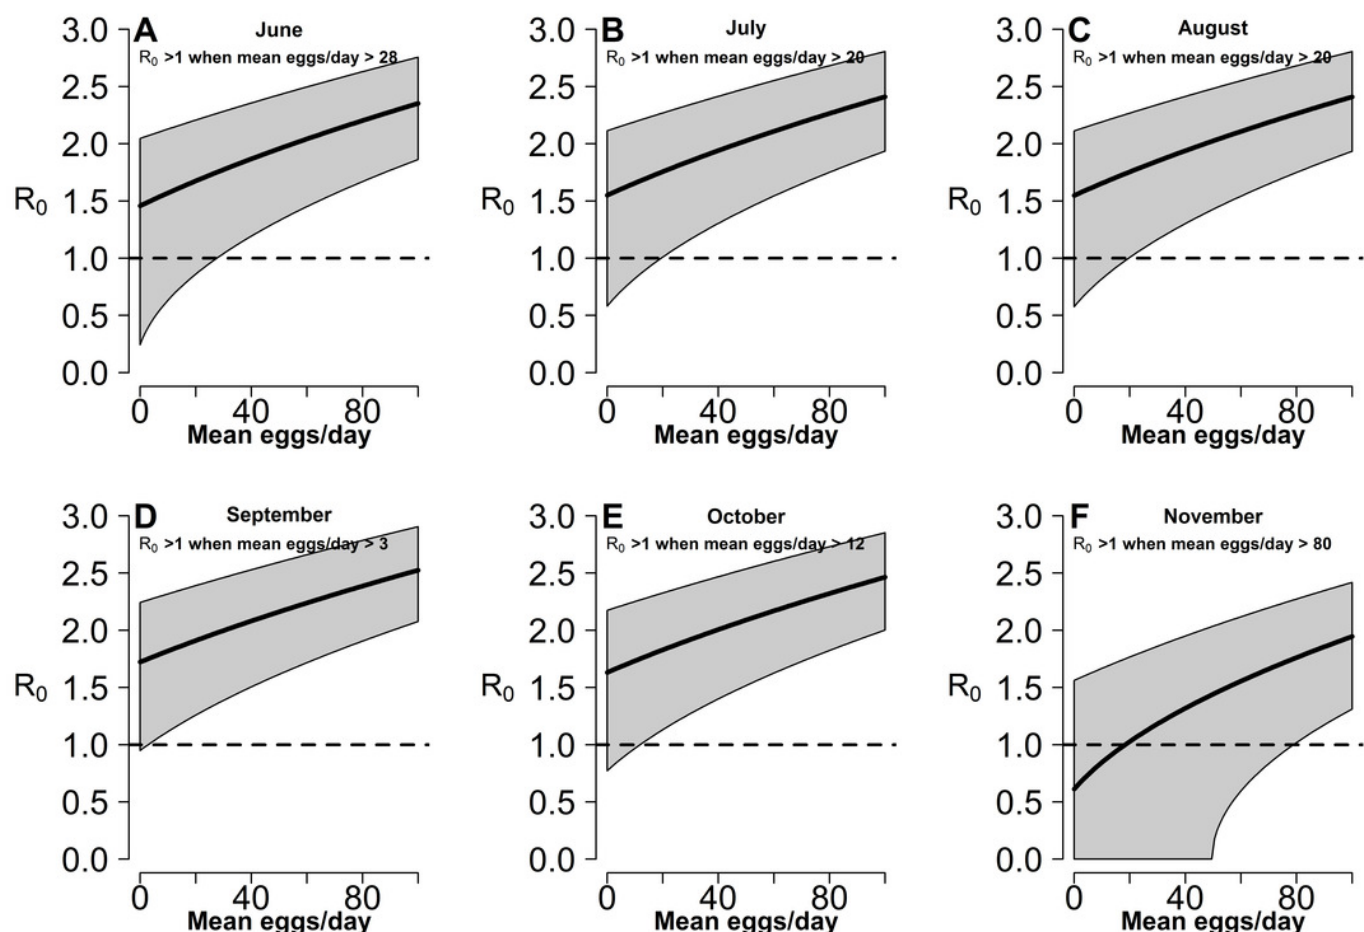 A June
R₀ >1 when mean eggs/day > 28
3.0
2.5
2.0
1.5
1.0
0.5
0.0
R₀
0 40 80
Mean eggs/day
B July
R₀ >1 when mean eggs/day > 20
3.0
2.5
2.0
1.5
1.0
0.5
0.0
R₀
0 40 80
Mean eggs/day
C August
R₀ >1 when mean eggs/day > 20
3.0
2.5
2.0
1.5
1.0
0.5
0.0
R₀
0 40 80
Mean eggs/day
D September
R₀ >1 when mean eggs/day > 3
3.0
2.5
2.0
1.5
1.0
0.5
0.0
R₀
0 40 80
Mean eggs/day
E October
R₀ >1 when mean eggs/day > 12
3.0
2.5
2.0
1.5
1.0
0.5
0.0
R₀
0 40 80
Mean eggs/day
F November
R₀ >1 when mean eggs/day > 80
3.0
2.5
2.0
1.5
1.0
0.5
0.0
R₀
0 40 80
Mean eggs/day